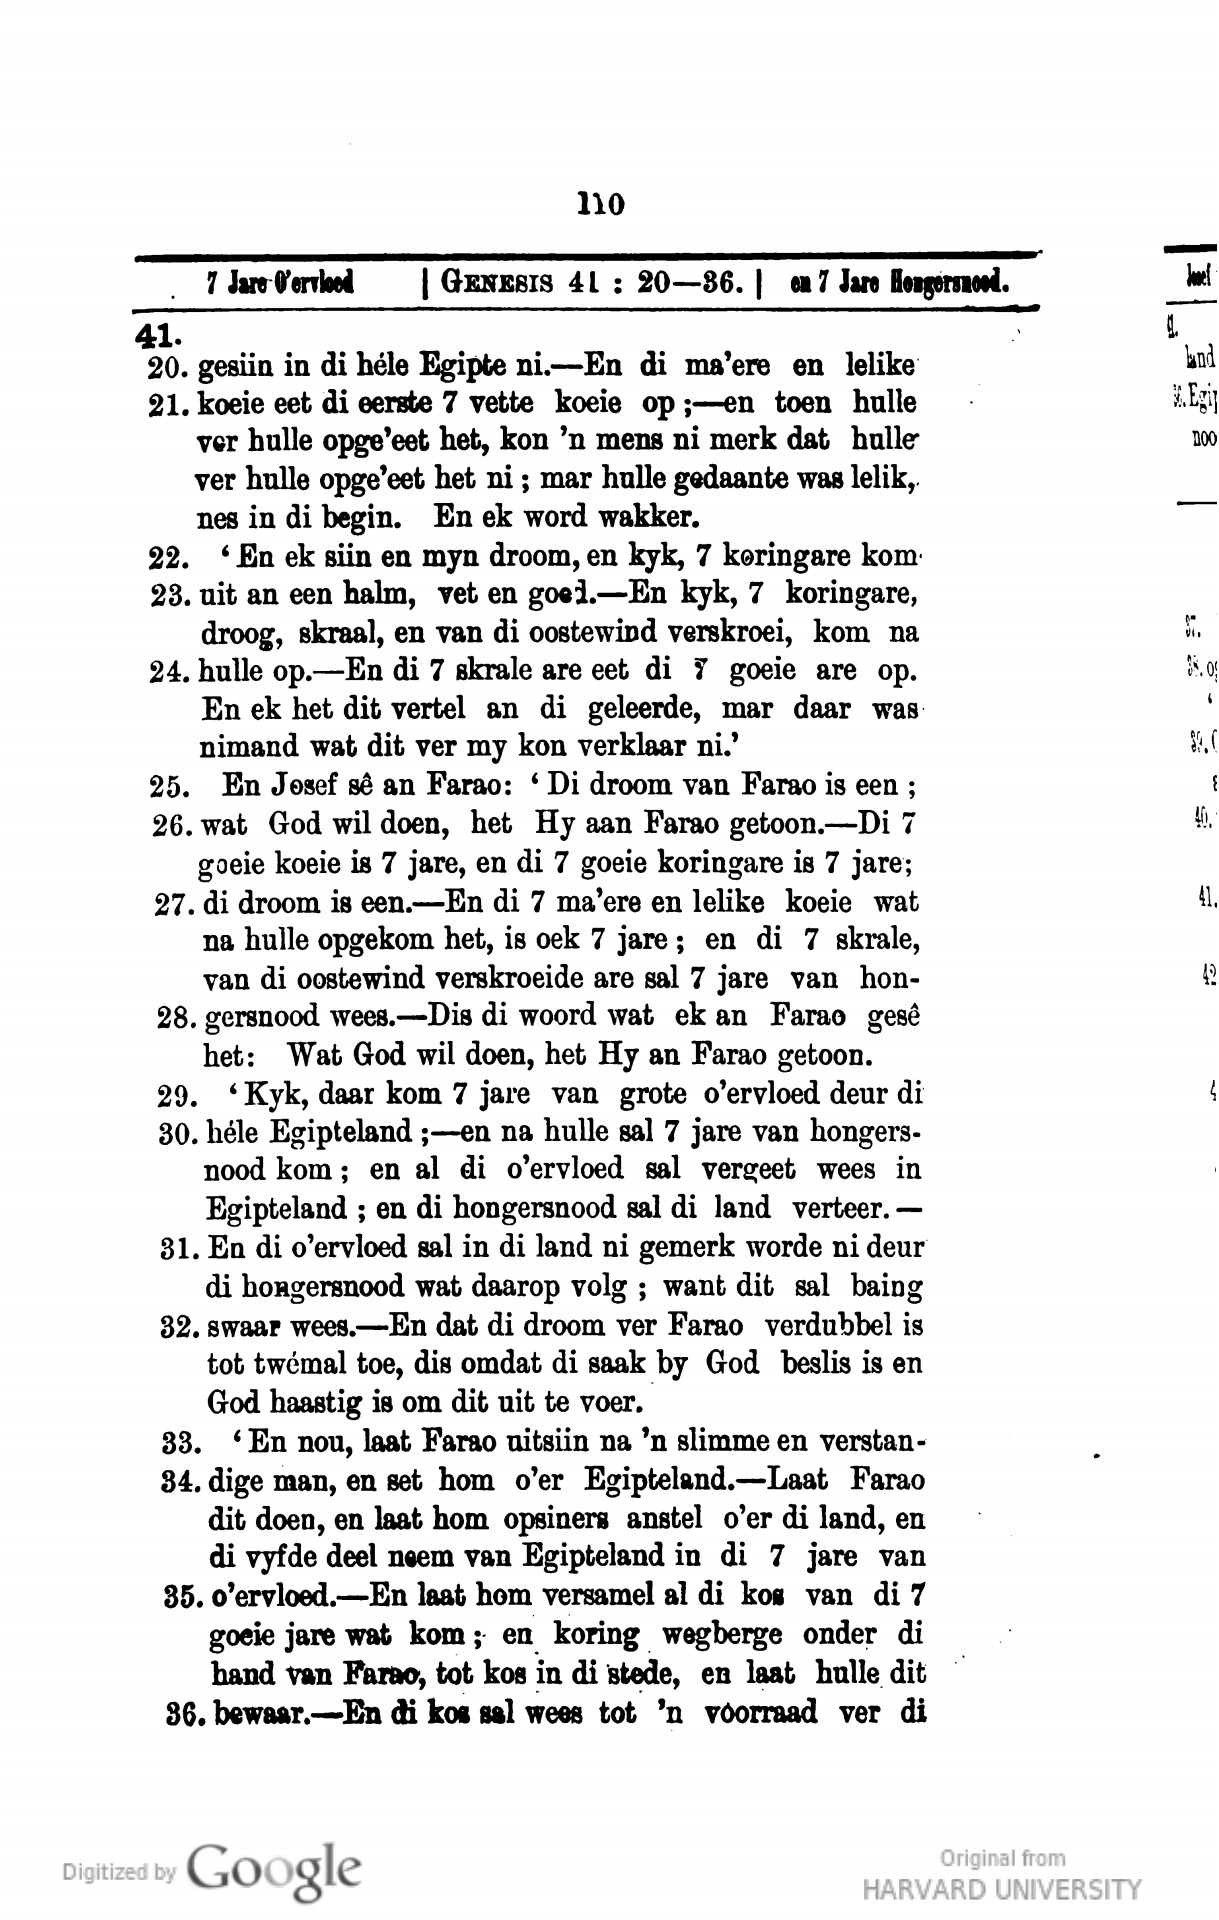 110
7 Jare O'ervloed | GENESIS 41 : 20—36. | en 7 Jare Hongersnood.
41.
20. gesiin in di héle Egipte ni.—En di ma'ere en lelike
21. koeie eet di eerste 7 vette koeie op ;—en toen hulle
ver hulle opge'eet het, kon 'n mens ni merk dat hulle
ver hulle opge'eet het ni ; mar hulle gedaante was lelik,
nes in di begin. En ek word wakker.
22. ‘ En ek siin en myn droom, en kyk, 7 koringare kom
23. uit an een halm, vet en goed.—En kyk, 7 koringare,
droog, skraal, en van di oostewind verskroei, kom na
24. hulle op.—En di 7 skrale are eet di 7 goeie are op.
En ek het dit vertel an di geleerde, mar daar was
nimand wat dit ver my kon verklaar ni.’
25. En Josef sê an Farao: ‘ Di droom van Farao is een ;
26. wat God wil doen, het Hy aan Farao getoon.—Di 7
goeie koeie is 7 jare, en di 7 goeie koringare is 7 jare;
27. di droom is een.—En di 7 ma'ere en lelike koeie wat
na hulle opgekom het, is oek 7 jare ; en di 7 skrale,
van di oostewind verskroeide are sal 7 jare van hon-
28. gersnood wees.—Dis di woord wat ek an Farao gesê
het: Wat God wil doen, het Hy an Farao getoon.
29. ‘ Kyk, daar kom 7 jare van grote o'ervloed deur di
30. héle Egipteland ;—en na hulle sal 7 jare van hongers-
nood kom ; en al di o'ervloed sal vergeet wees in
Egipteland ; en di hongersnood sal di land verteer.—
31. En di o'ervloed sal in di land ni gemerk worde ni deur
di hongersnood wat daarop volg ; want dit sal baing
32. swaar wees.—En dat di droom ver Farao verdubbel is
tot twémal toe, dis omdat di saak by God beslis is en
God haastig is om dit uit te voer.
33. ‘ En nou, laat Farao uitsiin na 'n slimme en verstan-
34. dige man, en set hom o'er Egipteland.—Laat Farao
dit doen, en laat hom opsiners anstel o'er di land, en
di vyfde deel neem van Egipteland in di 7 jare van
35. o'ervloed.—En laat hom versamel al di kos van di 7
goeie jare wat kom ; en koring wegberge onder di
hand van Farao, tot kos in di stede, en laat hulle dit
36. bewaar.—En di kos sal wees tot 'n voorraad ver di
Josef
41.
land
36. Egip
noo
37.
38. og
‘
39.
40.
41.
42
Digitized by Google
Original from
HARVARD UNIVERSITY